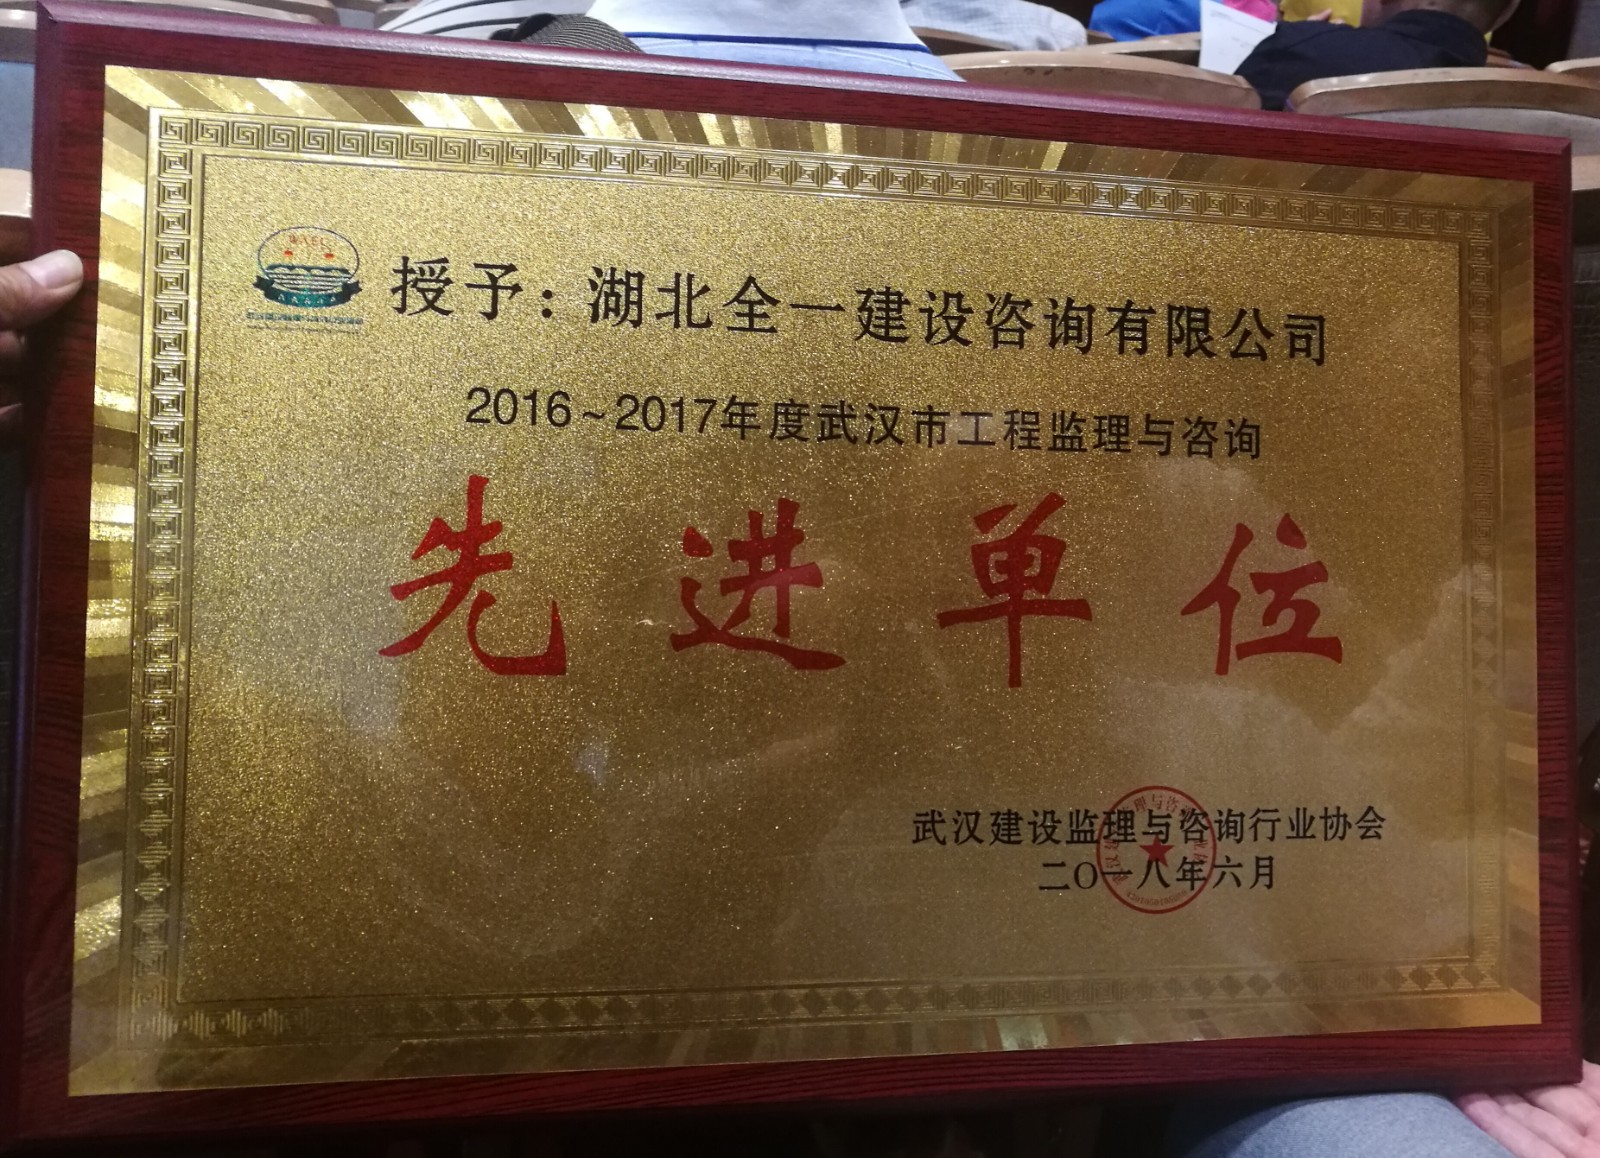 授予：湖北全一建设咨询有限公司
2016~2017年度武汉市工程监理与咨询
先进单位
武汉建设监理与咨询行业协会
二〇一八年六月